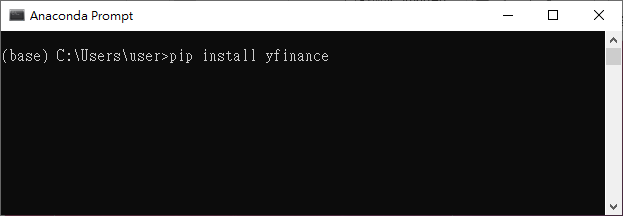 Anaconda Prompt
(base) C:\Users\user>pip install yfinance